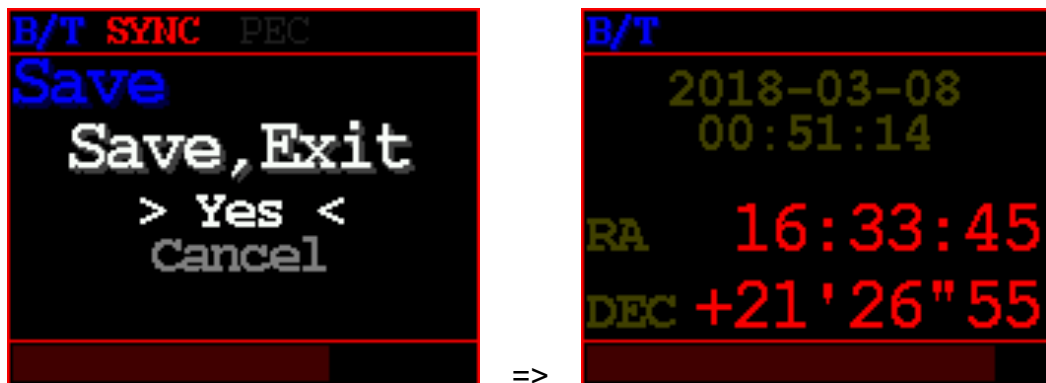 B/T SYNC PEC
Save
Save,Exit
> Yes <
Cancel
=>
B/T
2018-03-08
00:51:14
RA 16:33:45
DEC +21'26"55